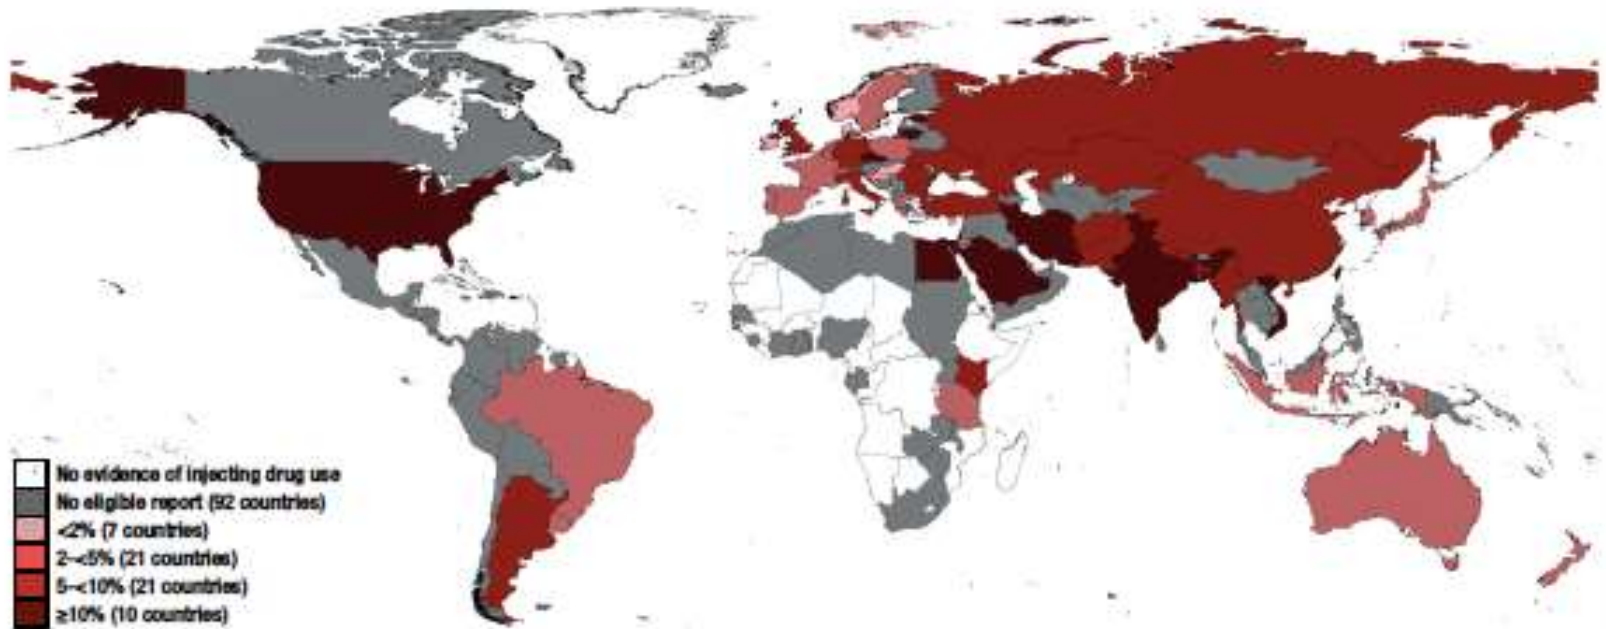 No evidence of injecting drug use
No eligible report (92 countries)
<2% (7 countries)
2–<5% (21 countries)
5–<10% (21 countries)
≥10% (10 countries)